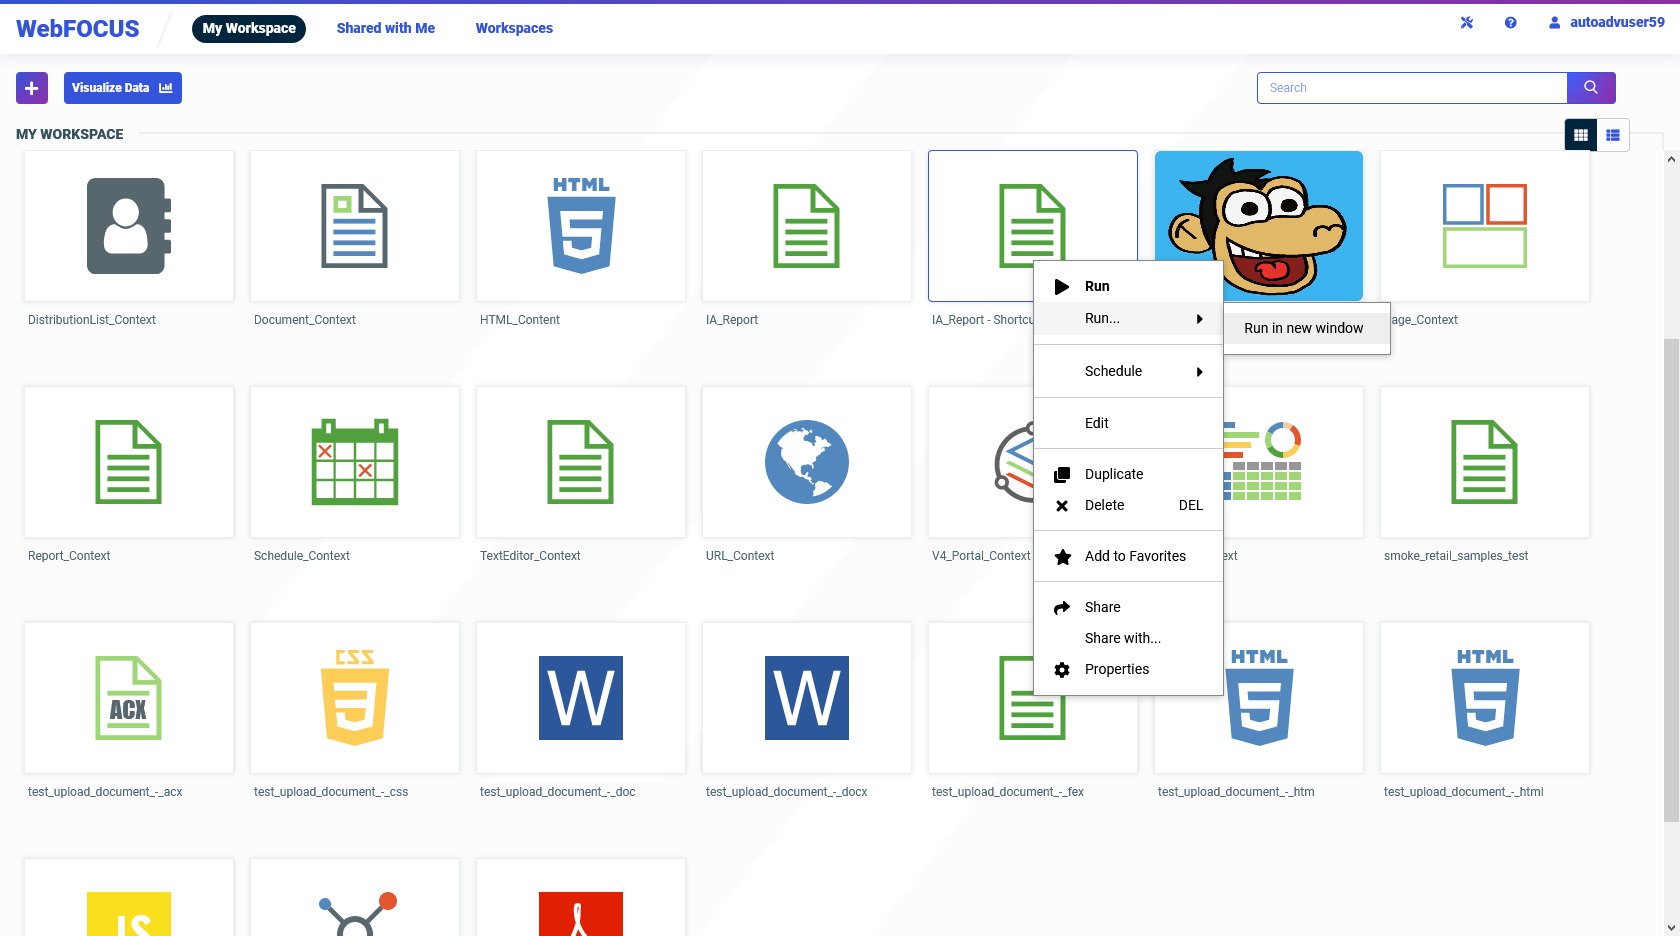 WebFOCUS
My Workspace
Shared with Me
Workspaces
autoadvuser59
Visualize Data
Search
MY WORKSPACE
HTML
DistributionList_Context
Document_Context
HTML_Content
IA_Report
IA_Report - Shortcu
age_Context
Run
Run...
Run in new window
Schedule
Edit
Duplicate
Delete DEL
Add to Favorites
Share
Share with...
Properties
Report_Context
Schedule_Context
TextEditor_Context
URL_Context
V4_Portal_Context
ext
smoke_retail_samples_test
ACX
CSS
W
W
HTML
HTML
test_upload_document_-_acx
test_upload_document_-_css
test_upload_document_-_doc
test_upload_document_-_docx
test_upload_document_-_fex
test_upload_document_-_htm
test_upload_document_-_html
JS